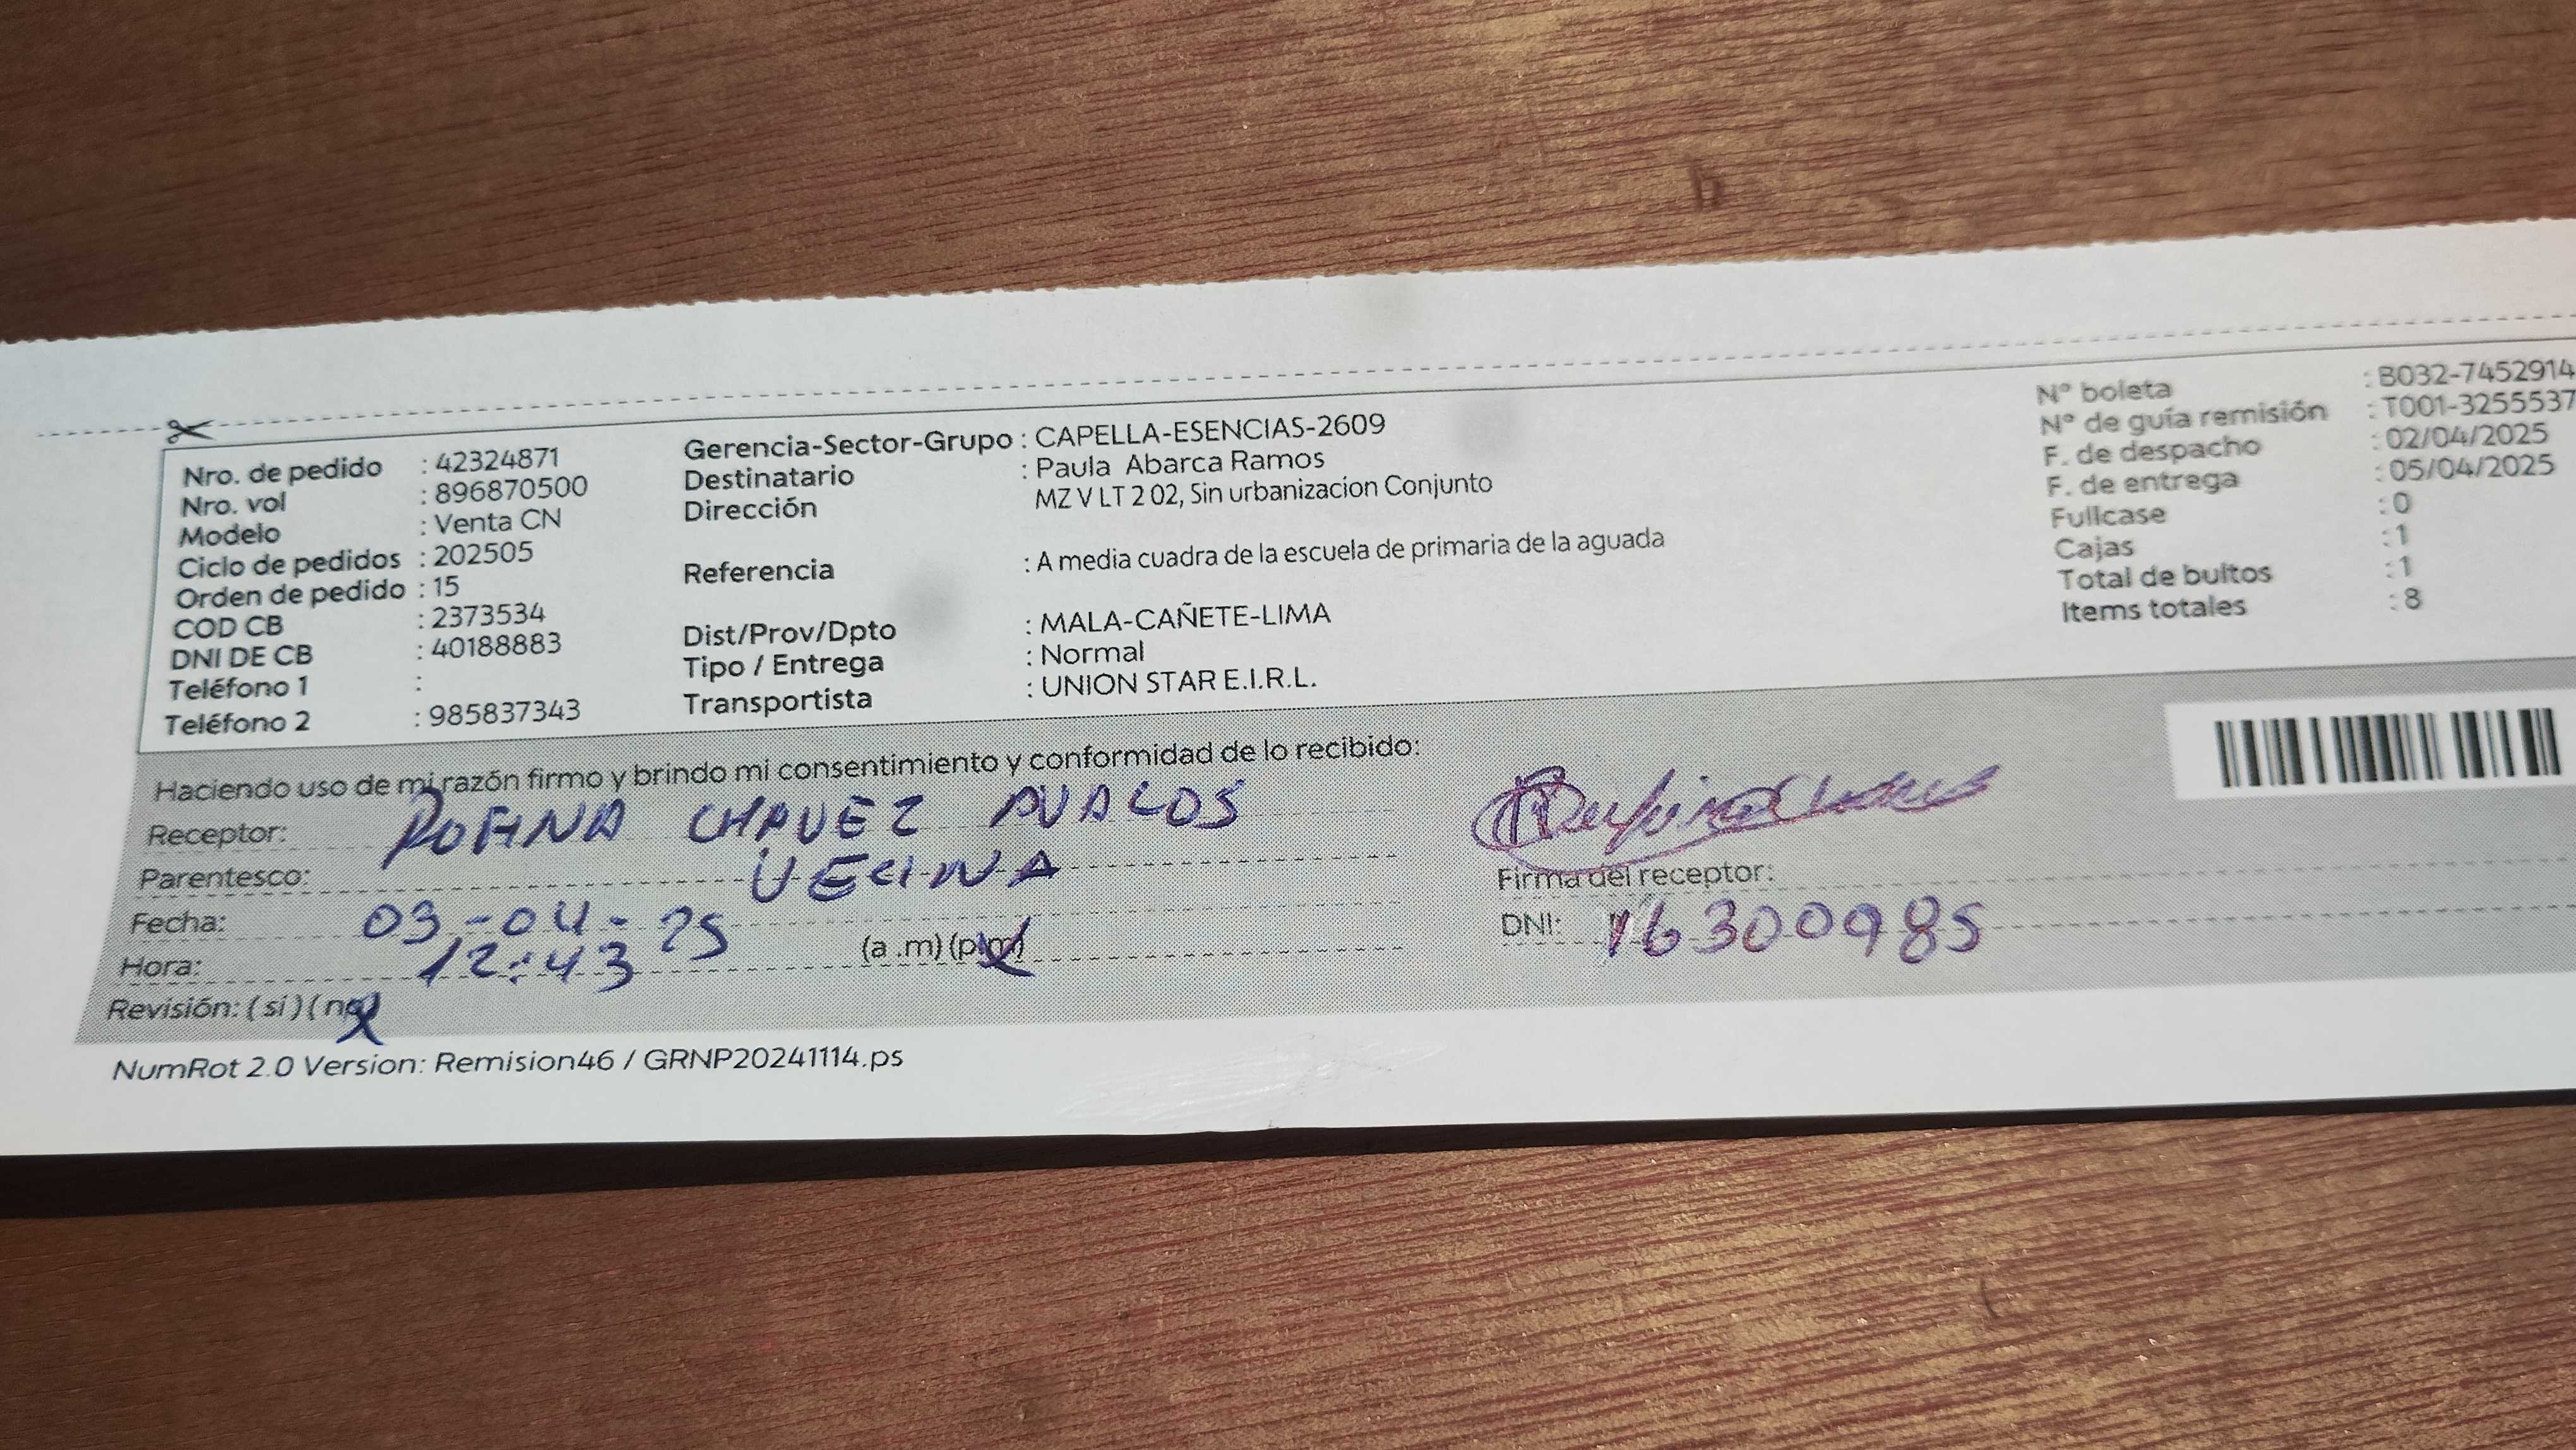 Nro. de pedido : 42324871
Nro. vol : 896870500
Modelo : Venta CN
Ciclo de pedidos : 202505
Orden de pedido : 15
COD CB : 2373534
DNI DE CB : 40188883
Teléfono 1 :
Teléfono 2 : 985837343
Gerencia-Sector-Grupo : CAPELLA-ESENCIAS-2609
Destinatario : Paula Abarca Ramos
Dirección MZ V LT 2 02, Sin urbanizacion Conjunto
Referencia : A media cuadra de la escuela de primaria de la aguada
Dist/Prov/Dpto : MALA-CAÑETE-LIMA
Tipo / Entrega : Normal
Transportista : UNION STAR E.I.R.L.
N° boleta : B032-7452914
N° de guía remisión : T001-3255537
F. de despacho : 02/04/2025
F. de entrega : 05/04/2025
Fullcase : 0
Cajas : 1
Total de bultos : 1
Items totales : 8
Haciendo uso de mi razón firmo y brindo mi consentimiento y conformidad de lo recibido:
Receptor: CHAVEZ AVALOS
Parentesco: VECINA
Fecha: 03-04-25
Hora: 12:43 (a .m) (p.m)
Revisión: ( si ) ( no )
Firma del receptor:
DNI: 16300985
NumRot 2.0 Version: Remision46 / GRNP20241114.ps